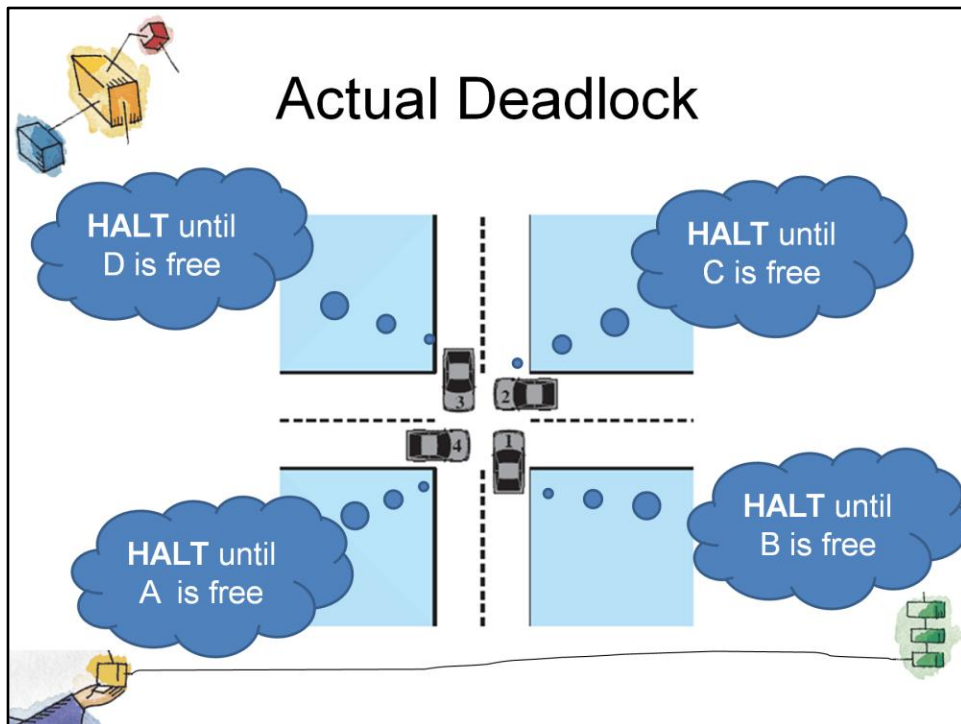 Actual Deadlock
HALT until
D is free
HALT until
C is free
3
2
4
1
HALT until
A is free
HALT until
B is free